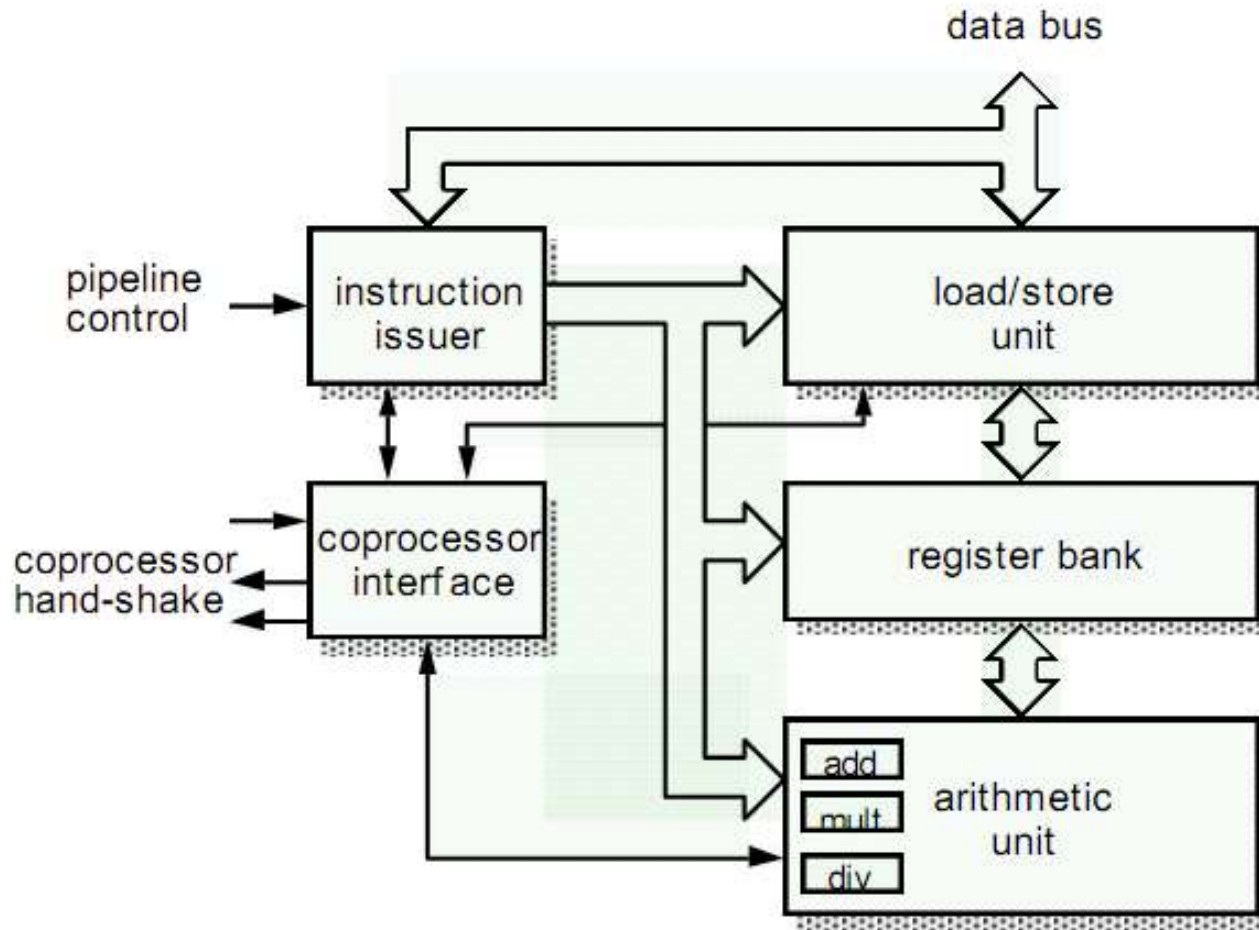 data bus
pipeline
control
instruction
issuer
load/store
unit
coprocessor
hand-shake
coprocessor
interface
register bank
add
mult
div
arithmetic
unit